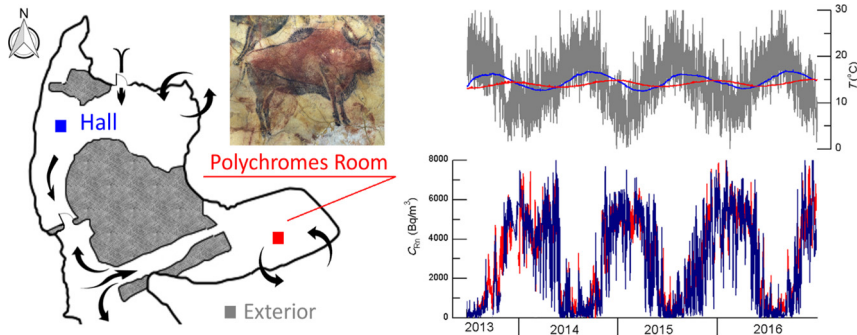 N
Hall
Polychromes Room
Exterior
30
20
10
0
T (°C)
8000
6000
4000
2000
0
C_Rn (Bq/m³)
2013
2014
2015
2016